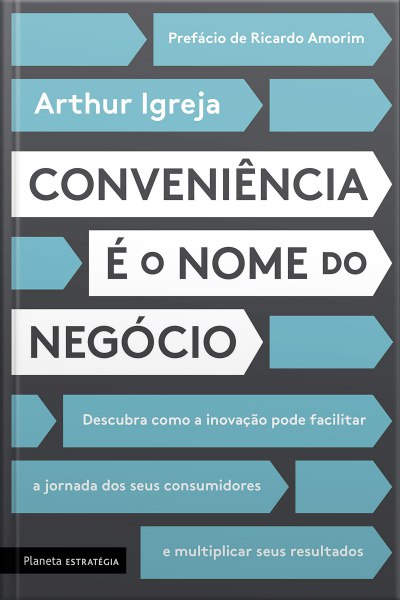 Prefácio de Ricardo Amorim
Arthur Igreja
CONVENIÊNCIA
É O NOME DO
NEGÓCIO
Descubra como a inovação pode facilitar
a jornada dos seus consumidores
e multiplicar seus resultados
Planeta ESTRATÉGIA